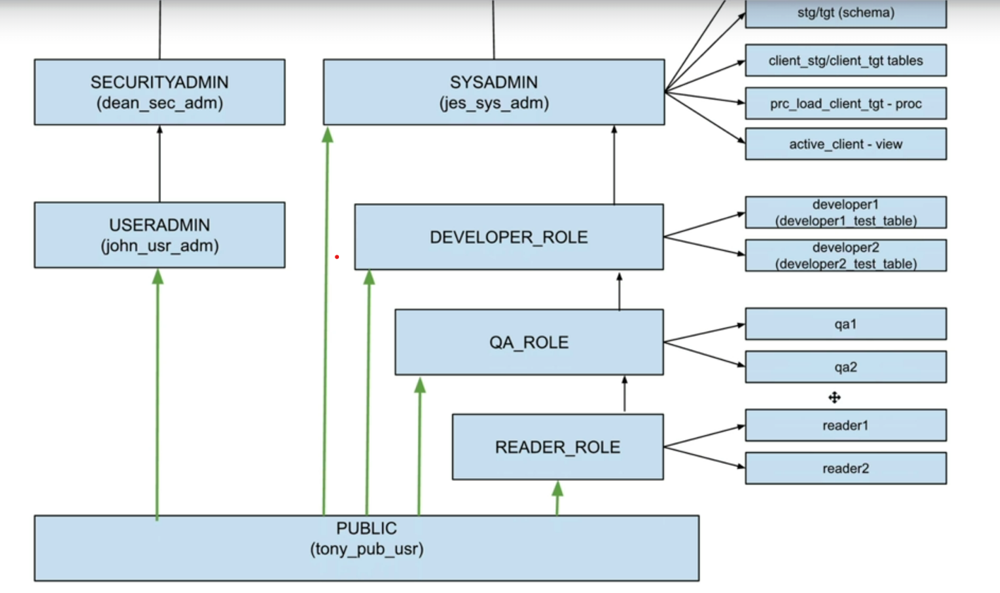 stg/tgt (schema)
SECURITYADMIN
(dean_sec_adm)
SYSADMIN
(jes_sys_adm)
client_stg/client_tgt tables
prc_load_client_tgt - proc
active_client - view
USERADMIN
(john_usr_adm)
DEVELOPER_ROLE
developer1
(developer1_test_table)
developer2
(developer2_test_table)
QA_ROLE
qa1
qa2
READER_ROLE
reader1
reader2
PUBLIC
(tony_pub_usr)